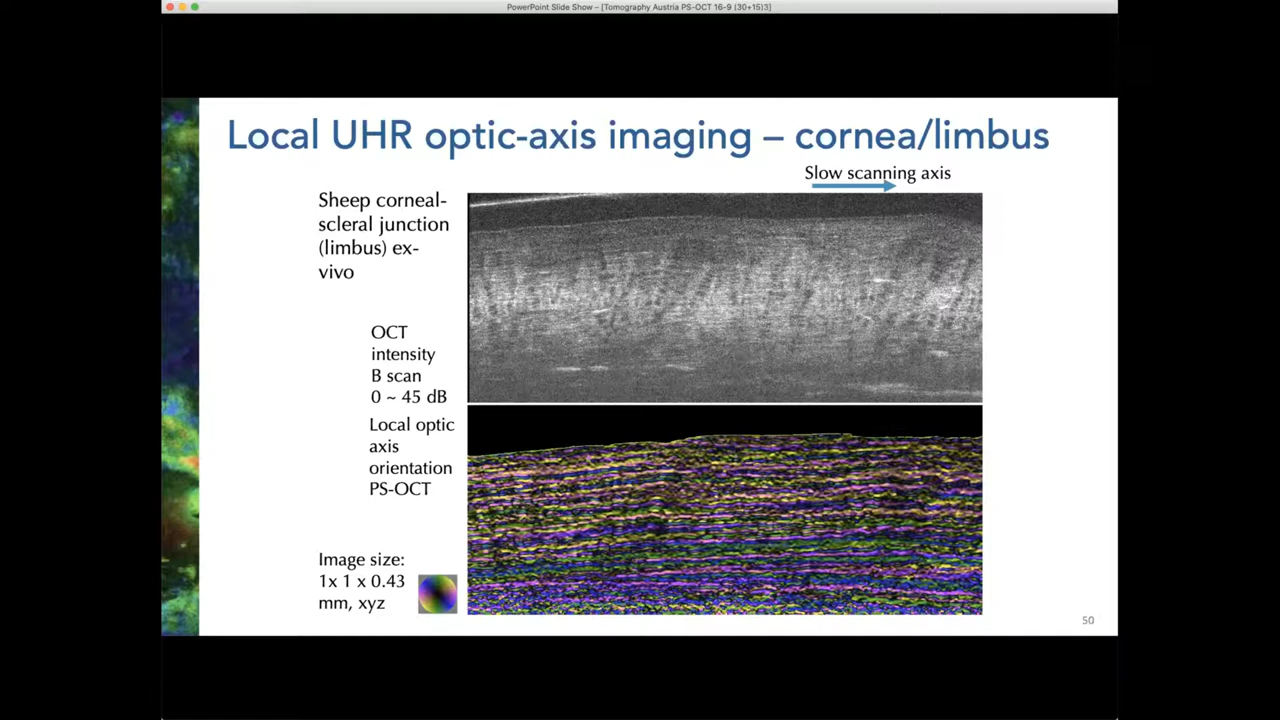 PowerPoint Slide Show – [Tomography Austria PS-OCT 16-9 (30+15)3]
Local UHR optic-axis imaging – cornea/limbus
Slow scanning axis
Sheep corneal-
scleral junction
(limbus) ex-
vivo
OCT
intensity
B scan
0 ~ 45 dB
Local optic
axis
orientation
PS-OCT
Image size:
1x 1 x 0.43
mm, xyz
50